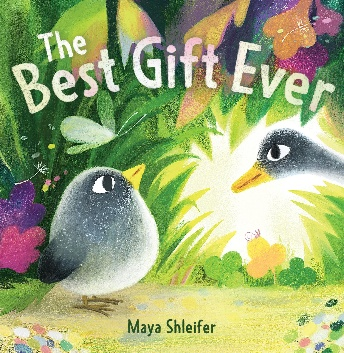 The
Best Gift Ever
Maya Shleifer